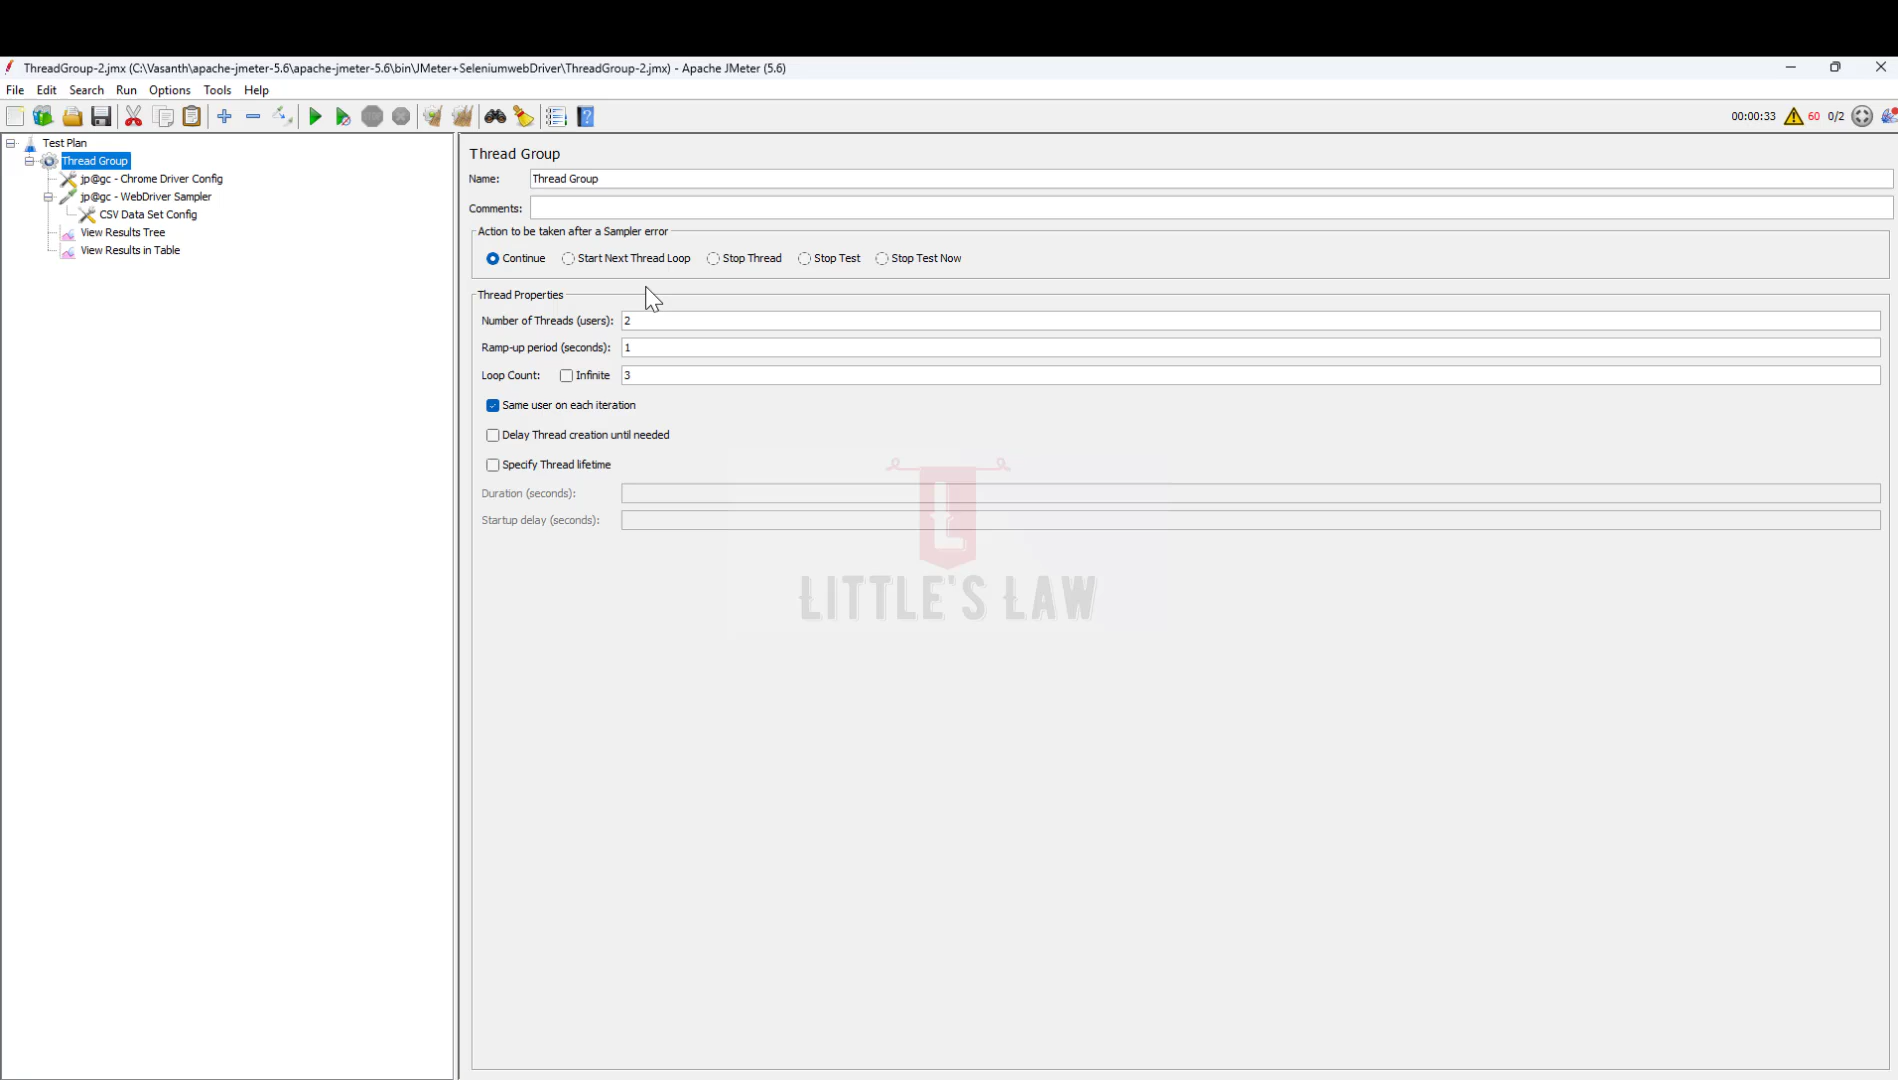 ThreadGroup-2.jmx (C:\Vasanth\apache-jmeter-5.6\apache-jmeter-5.6\bin\JMeter+SeleniumwebDriver\ThreadGroup-2.jmx) - Apache JMeter (5.6)
File Edit Search Run Options Tools Help
00:00:33 60 0/2
Test Plan
Thread Group
jp@gc - Chrome Driver Config
jp@gc - WebDriver Sampler
CSV Data Set Config
View Results Tree
View Results in Table
Thread Group
Name: Thread Group
Comments:
Action to be taken after a Sampler error
Continue Start Next Thread Loop Stop Thread Stop Test Stop Test Now
Thread Properties
Number of Threads (users): 2
Ramp-up period (seconds): 1
Loop Count: Infinite 3
Same user on each iteration
Delay Thread creation until needed
Specify Thread lifetime
Duration (seconds):
Startup delay (seconds):
L
LITTLE'S LAW